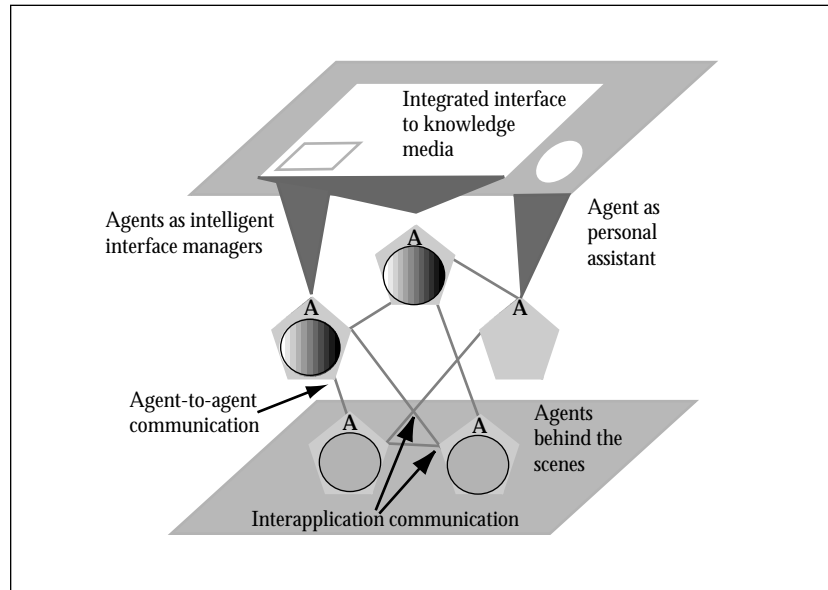 Integrated interface
to knowledge
media
Agents as intelligent
interface managers
Agent as
personal
assistant
A
A
A
Agent-to-agent
communication
A
A
Agents
behind the
scenes
Interapplication communication